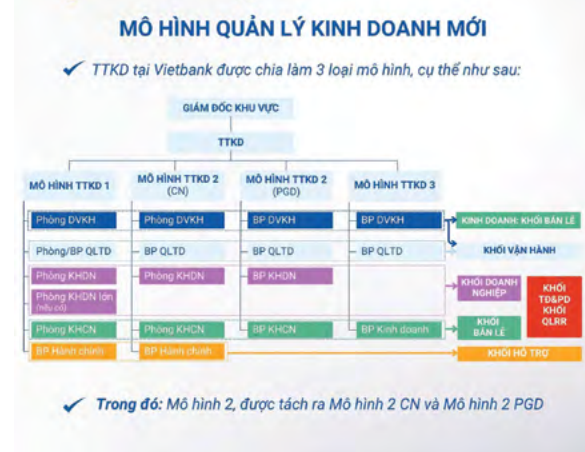 MÔ HÌNH QUẢN LÝ KINH DOANH MỚI
TTKD tại Vietbank được chia làm 3 loại mô hình, cụ thể như sau:
GIÁM ĐỐC KHU VỰC
TTKD
MÔ HÌNH TTKD 1
MÔ HÌNH TTKD 2
(CN)
MÔ HÌNH TTKD 2
(PGD)
MÔ HÌNH TTKD 3
Phòng DVKH
Phòng DVKH
BP DVKH
BP DVKH
KINH DOANH: KHỐI BÁN LẺ
Phòng/BP QLTD
BP QLTD
BP QLTD
BP QLTD
KHỐI VẬN HÀNH
Phòng KHDN
Phòng KHDN
BP KHDN
KHỐI DOANH
NGHIỆP
Phòng KHDN lớn
(nếu có)
KHỐI
TĐ&PD
KHỐI
QLRR
Phòng KHCN
Phòng KHCN
BP KHCN
BP Kinh doanh
KHỐI
BÁN LẺ
BP Hành chính
BP Hành chính
KHỐI HỖ TRỢ
Trong đó: Mô hình 2, được tách ra Mô hình 2 CN và Mô hình 2 PGD